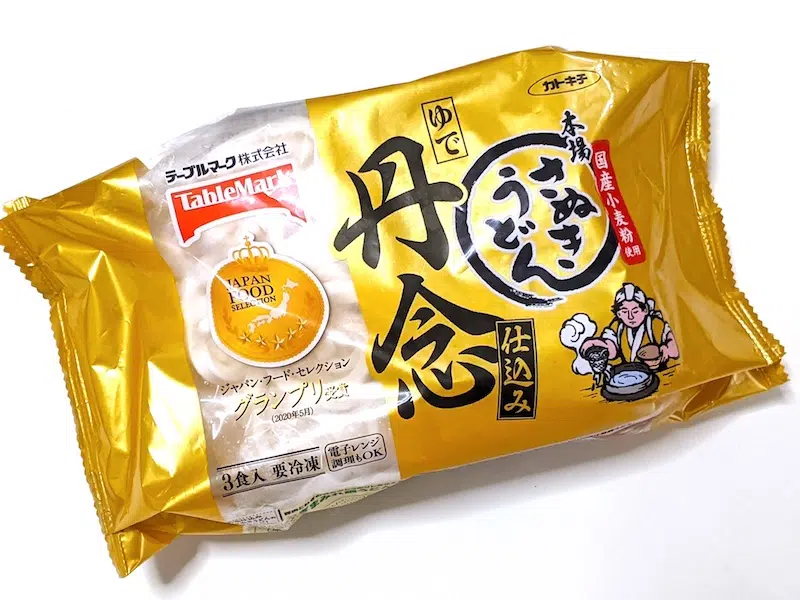 カトキチ
本場
さぬき
うどん
国産小麦粉
使用
ゆで
丹念
仕込み
テーブルマーク株式会社
TableMark
JAPAN
FOOD
SELECTION
ジャパン・フード・セレクション
グランプリ受賞
(2020年5月)
3食入 要冷凍
電子レンジ
調理もOK